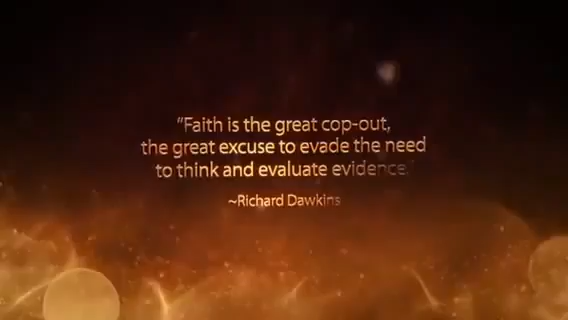 “Faith is the great cop-out,
the great excuse to evade the need
to think and evaluate evidence.”
~Richard Dawkins